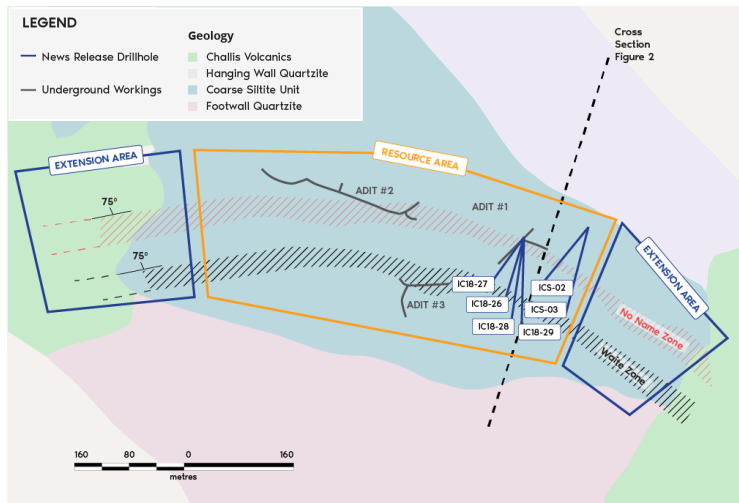 LEGEND
News Release Drillhole
Underground Workings
Geology
Challis Volcanics
Hanging Wall Quartzite
Coarse Siltite Unit
Footwall Quartzite
Cross
Section
Figure 2
EXTENSION AREA
RESOURCE AREA
ADIT #2
ADIT #1
75°
75°
IC18-27
ICS-02
IC18-26
ADIT #3
ICS-03
IC18-28
IC18-29
EXTENSION AREA
No Name Zone
Waite Zone
160
80
0
160
metres